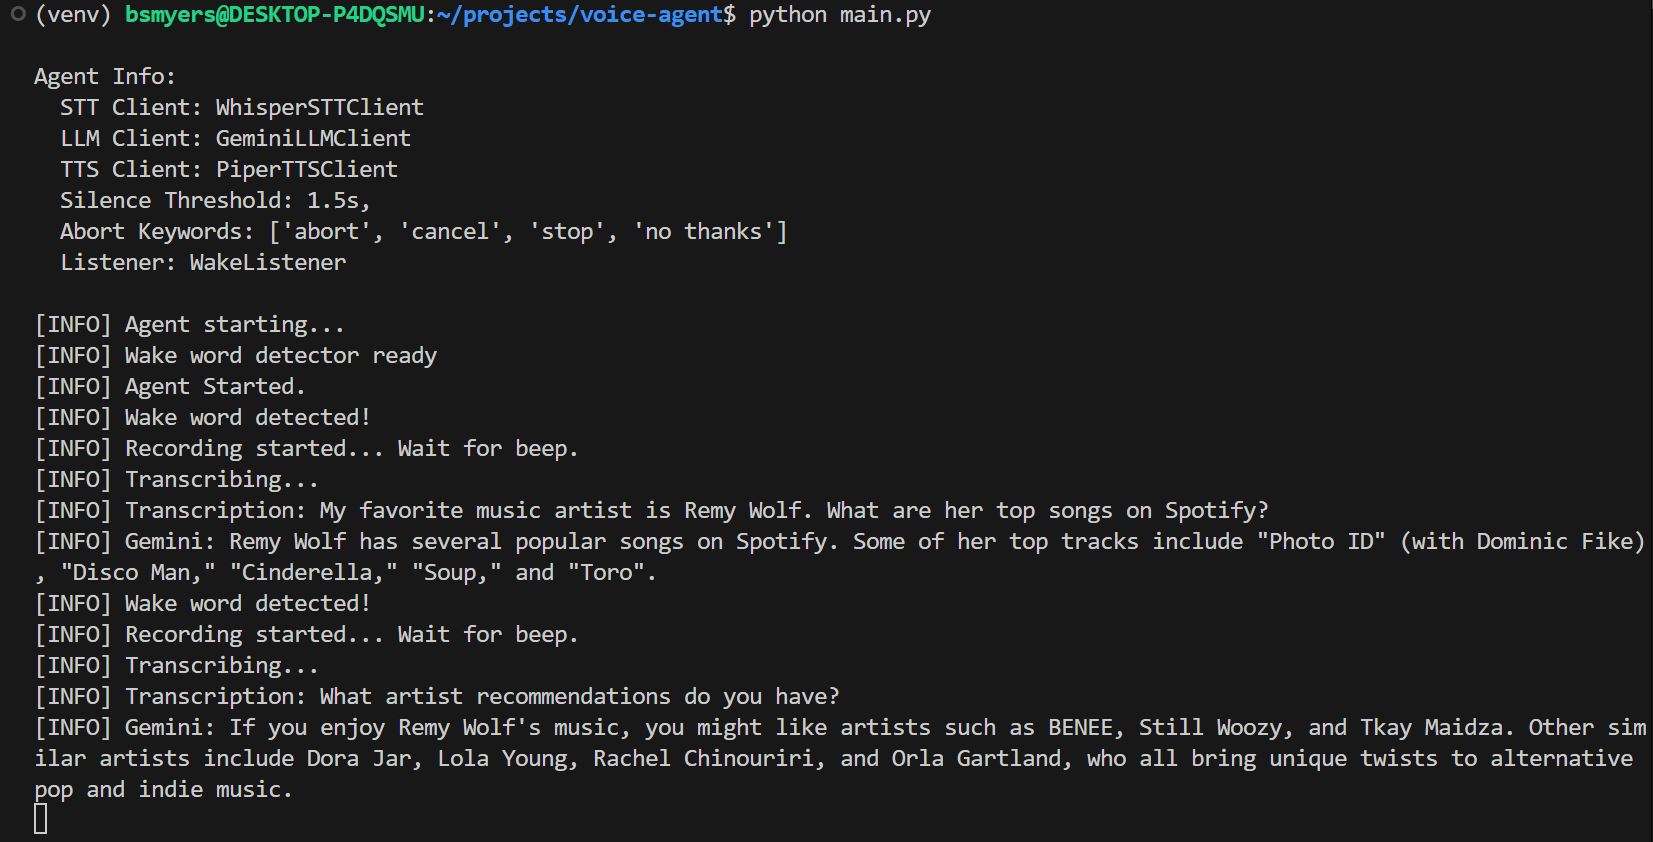 (venv) bsmyers@DESKTOP-P4DQSMU:~/projects/voice-agent$ python main.py
Agent Info:
STT Client: WhisperSTTClient
LLM Client: GeminiLLMClient
TTS Client: PiperTTSClient
Silence Threshold: 1.5s,
Abort Keywords: ['abort', 'cancel', 'stop', 'no thanks']
Listener: WakeListener
[INFO] Agent starting...
[INFO] Wake word detector ready
[INFO] Agent Started.
[INFO] Wake word detected!
[INFO] Recording started... Wait for beep.
[INFO] Transcribing...
[INFO] Transcription: My favorite music artist is Remy Wolf. What are her top songs on Spotify?
[INFO] Gemini: Remy Wolf has several popular songs on Spotify. Some of her top tracks include "Photo ID" (with Dominic Fike)
, "Disco Man," "Cinderella," "Soup," and "Toro".
[INFO] Wake word detected!
[INFO] Recording started... Wait for beep.
[INFO] Transcribing...
[INFO] Transcription: What artist recommendations do you have?
[INFO] Gemini: If you enjoy Remy Wolf's music, you might like artists such as BENEE, Still Woozy, and Tkay Maidza. Other sim
ilar artists include Dora Jar, Lola Young, Rachel Chinouriri, and Orla Gartland, who all bring unique twists to alternative
pop and indie music.